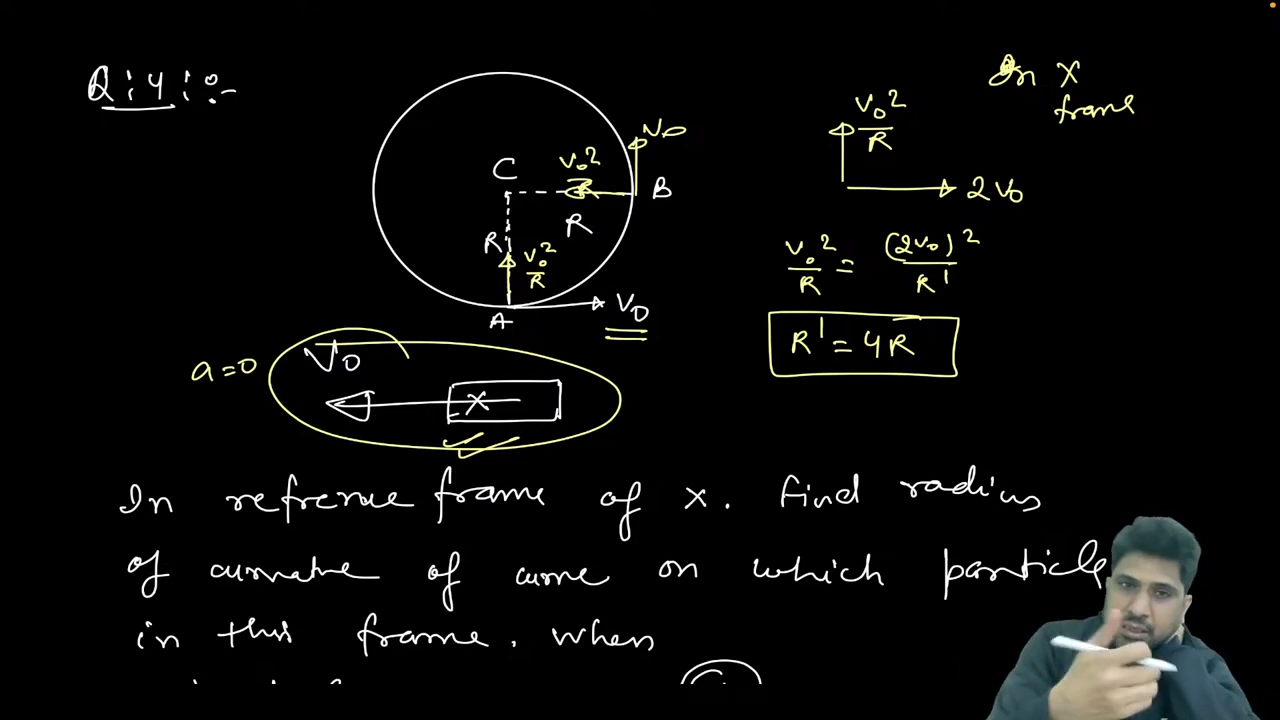 Q:4:-
In X
frame
V₀
V₀²/R
C
B
V₀²/R
R
2V₀
R
V₀²/R
V₀²/R = (2V₀)²/R'
V₀
A
R' = 4R
V₀
a=0
X
In refrence frame of x. find radius
of curvature of curve on which particle
in this frame. when